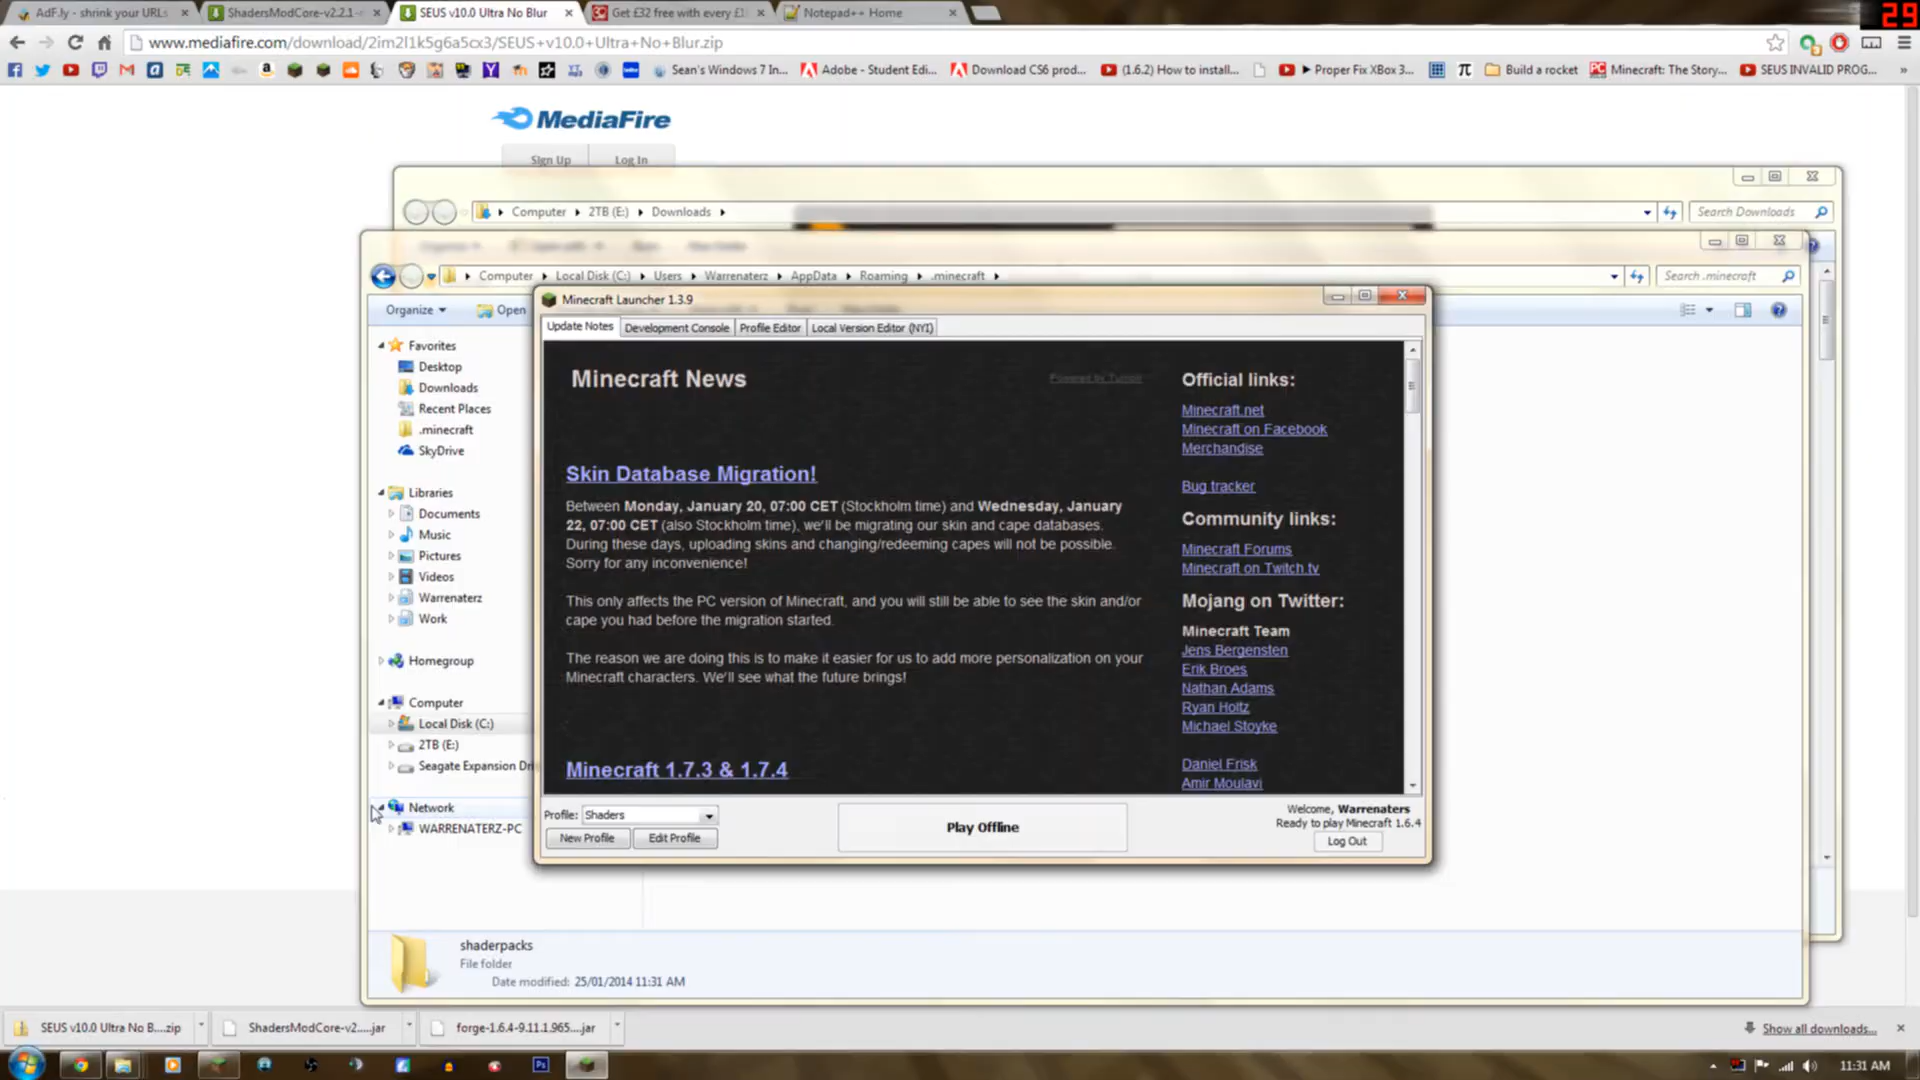 AdF.ly - shrink your URLs
ShadersModCore-v2.2.1-
SEUS v10.0 Ultra No Blur
Get £32 free with every £1
Notepad++ Home
29
www.mediafire.com/download/2im2l1k5g6a5cx3/SEUS+v10.0+Ultra+No+Blur.zip
Sean's Windows 7 In...
Adobe - Student Edi...
Download CS6 prod...
(1.6.2) How to install...
Proper Fix XBox 3...
Build a rocket
Minecraft: The Story...
SEUS INVALID PROG...
MediaFire
Sign Up
Log In
Computer
2TB (E:)
Downloads
Search Downloads
Computer
Local Disk (C:)
Users
Warrenaterz
AppData
Roaming
.minecraft
Search .minecraft
Organize
Open
Minecraft Launcher 1.3.9
Update Notes
Development Console
Profile Editor
Local Version Editor (NYI)
Favorites
Desktop
Downloads
Recent Places
.minecraft
SkyDrive
Libraries
Documents
Music
Pictures
Videos
Warrenaterz
Work
Homegroup
Computer
Local Disk (C:)
2TB (E:)
Seagate Expansion Dri
Network
WARRENATERZ-PC
Minecraft News
Powered by Tumblr
Skin Database Migration!
Between Monday, January 20, 07:00 CET (Stockholm time) and Wednesday, January
22, 07:00 CET (also Stockholm time), we'll be migrating our skin and cape databases.
During these days, uploading skins and changing/redeeming capes will not be possible.
Sorry for any inconvenience!
This only affects the PC version of Minecraft, and you will still be able to see the skin and/or
cape you had before the migration started.
The reason we are doing this is to make it easier for us to add more personalization on your
Minecraft characters. We'll see what the future brings!
Minecraft 1.7.3 & 1.7.4
Official links:
Minecraft.net
Minecraft on Facebook
Merchandise
Bug tracker
Community links:
Minecraft Forums
Minecraft on Twitch.tv
Mojang on Twitter:
Minecraft Team
Jens Bergensten
Erik Broes
Nathan Adams
Ryan Holtz
Michael Stoyke
Daniel Frisk
Amir Moulavi
Profile: Shaders
New Profile
Edit Profile
Play Offline
Welcome, Warrenaters
Ready to play Minecraft 1.6.4
Log Out
shaderpacks
File folder
Date modified: 25/01/2014 11:31 AM
SEUS v10.0 Ultra No B....zip
ShadersModCore-v2....jar
forge-1.6.4-9.11.1.965....jar
Show all downloads...
Ps
11:31 AM